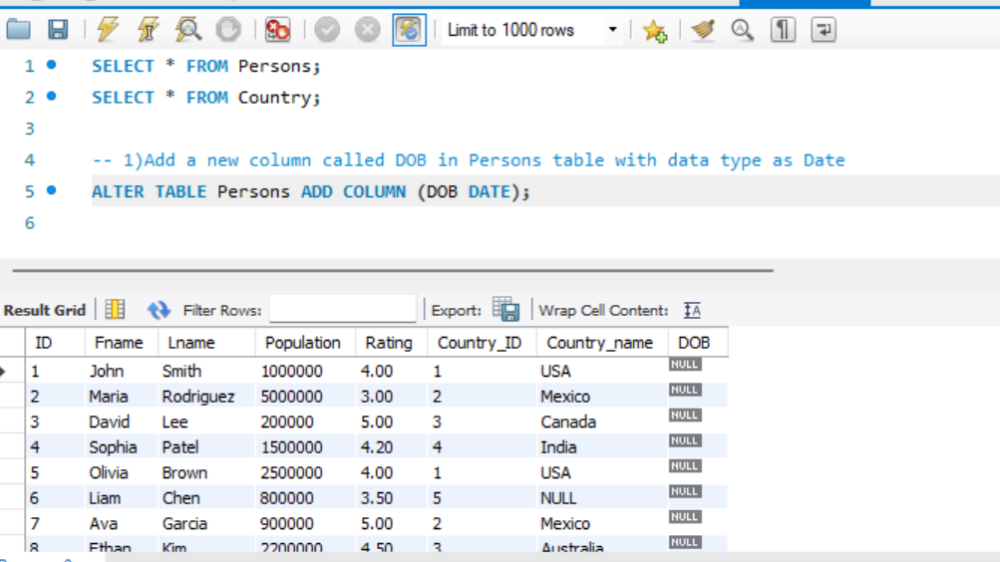 Limit to 1000 rows
1 SELECT * FROM Persons;
2 SELECT * FROM Country;
3
4 -- 1)Add a new column called DOB in Persons table with data type as Date
5 ALTER TABLE Persons ADD COLUMN (DOB DATE);
6
Result Grid Filter Rows: Export: Wrap Cell Content:
ID Fname Lname Population Rating Country_ID Country_name DOB
1 John Smith 1000000 4.00 1 USA NULL
2 Maria Rodriguez 5000000 3.00 2 Mexico NULL
3 David Lee 200000 5.00 3 Canada NULL
4 Sophia Patel 1500000 4.20 4 India NULL
5 Olivia Brown 2500000 4.00 1 USA NULL
6 Liam Chen 800000 3.50 5 NULL NULL
7 Ava Garcia 900000 5.00 2 Mexico NULL
8 Ethan Kim 2200000 4.50 3 Australia NULL